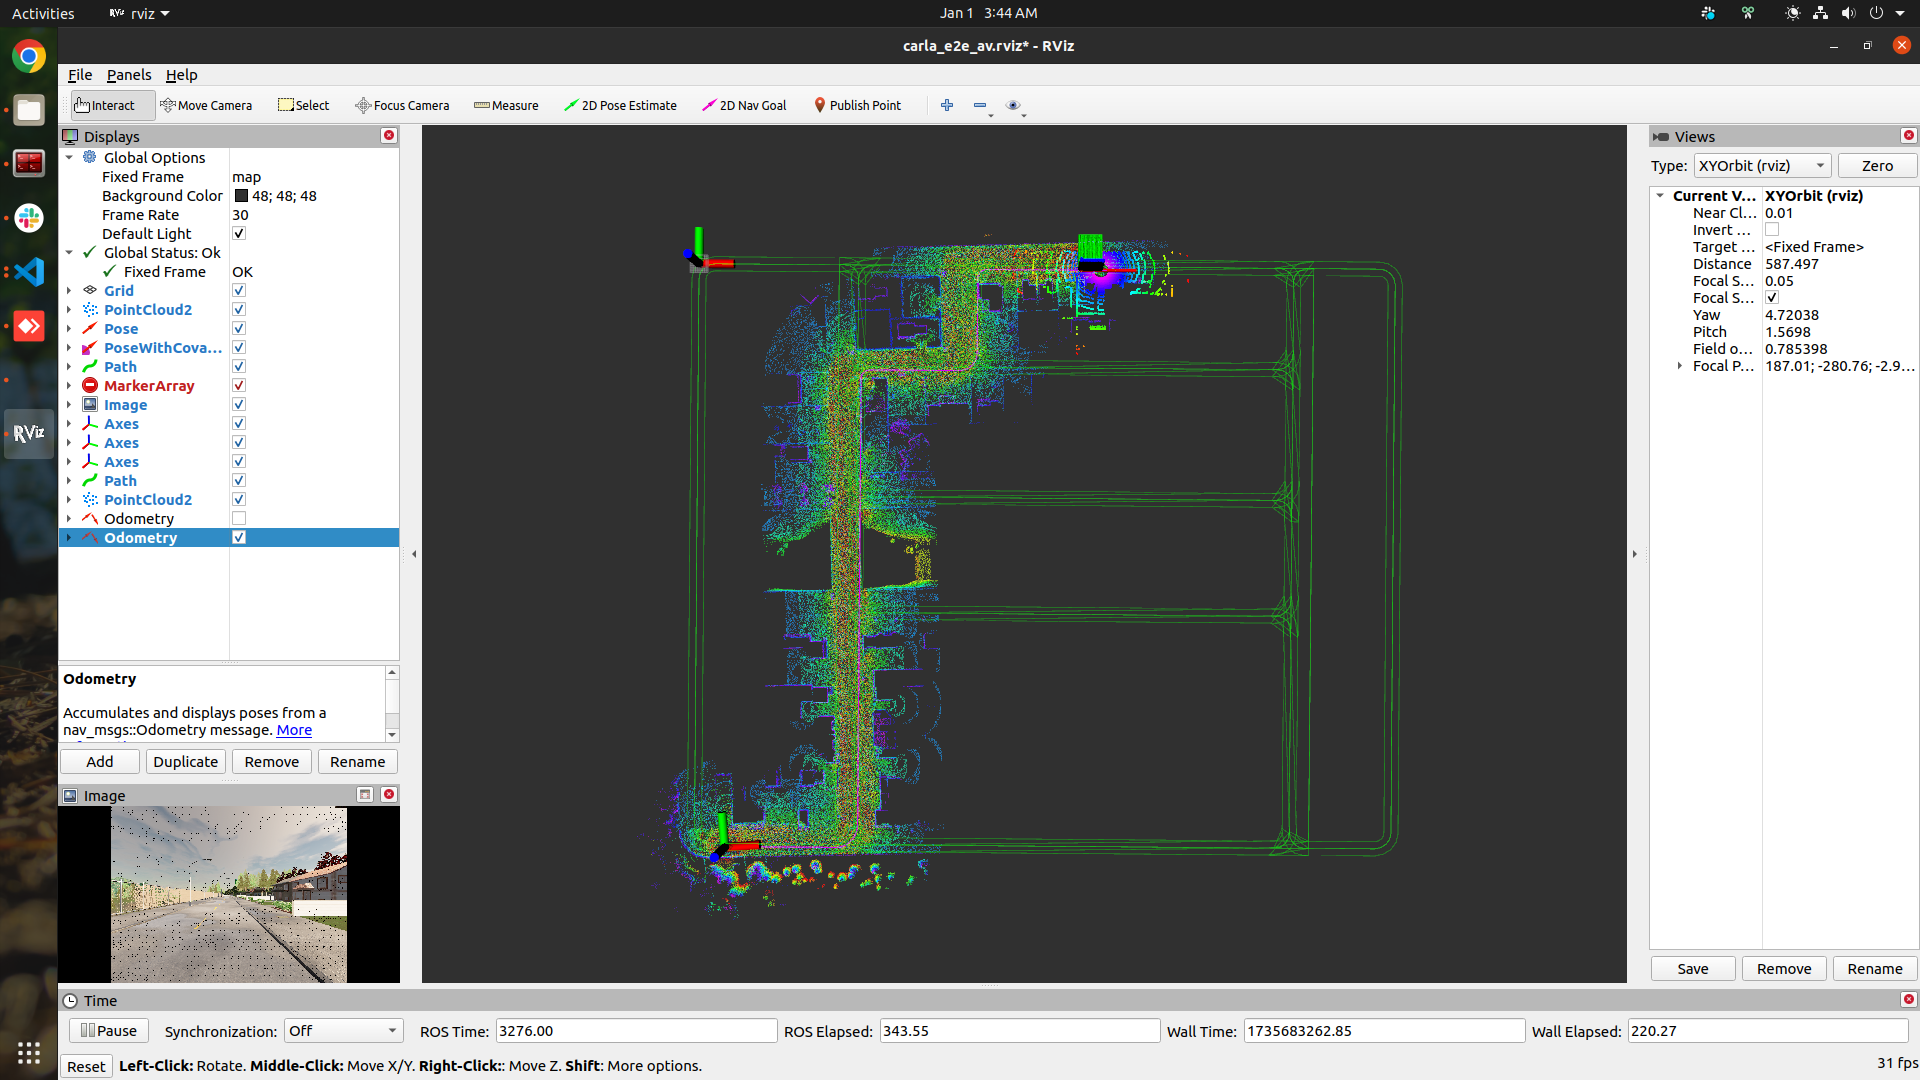 Activities
rviz
Jan 1 3:44 AM
carla_e2e_av.rviz* - RViz
File Panels Help
Interact
Move Camera
Select
Focus Camera
Measure
2D Pose Estimate
2D Nav Goal
Publish Point
Displays
Global Options
Fixed Frame map
Background Color 48; 48; 48
Frame Rate 30
Default Light
Global Status: Ok
Fixed Frame OK
Grid
PointCloud2
Pose
PoseWithCova...
Path
MarkerArray
Image
Axes
Axes
Axes
Path
PointCloud2
Odometry
Odometry
Odometry
Accumulates and displays poses from a
nav_msgs::Odometry message. More
Add Duplicate Remove Rename
Image
RViz
Views
Type: XYOrbit (rviz) Zero
Current V... XYOrbit (rviz)
Near Cl... 0.01
Invert ...
Target ... <Fixed Frame>
Distance 587.497
Focal S... 0.05
Focal S...
Yaw 4.72038
Pitch 1.5698
Field o... 0.785398
Focal P... 187.01; -280.76; -2.9...
Save Remove Rename
Time
Pause
Synchronization: Off
ROS Time: 3276.00
ROS Elapsed: 343.55
Wall Time: 1735683262.85
Wall Elapsed: 220.27
Reset
Left-Click: Rotate. Middle-Click: Move X/Y. Right-Click:: Move Z. Shift: More options.
31 fps